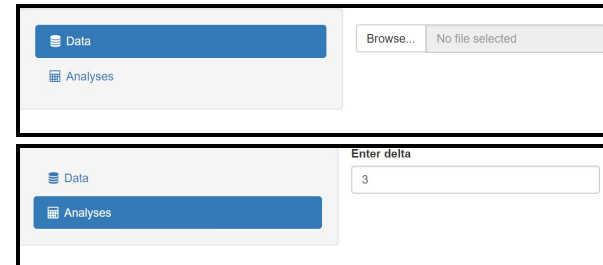 Data
Browse... No file selected
Analyses
Enter delta
Data
3
Analyses